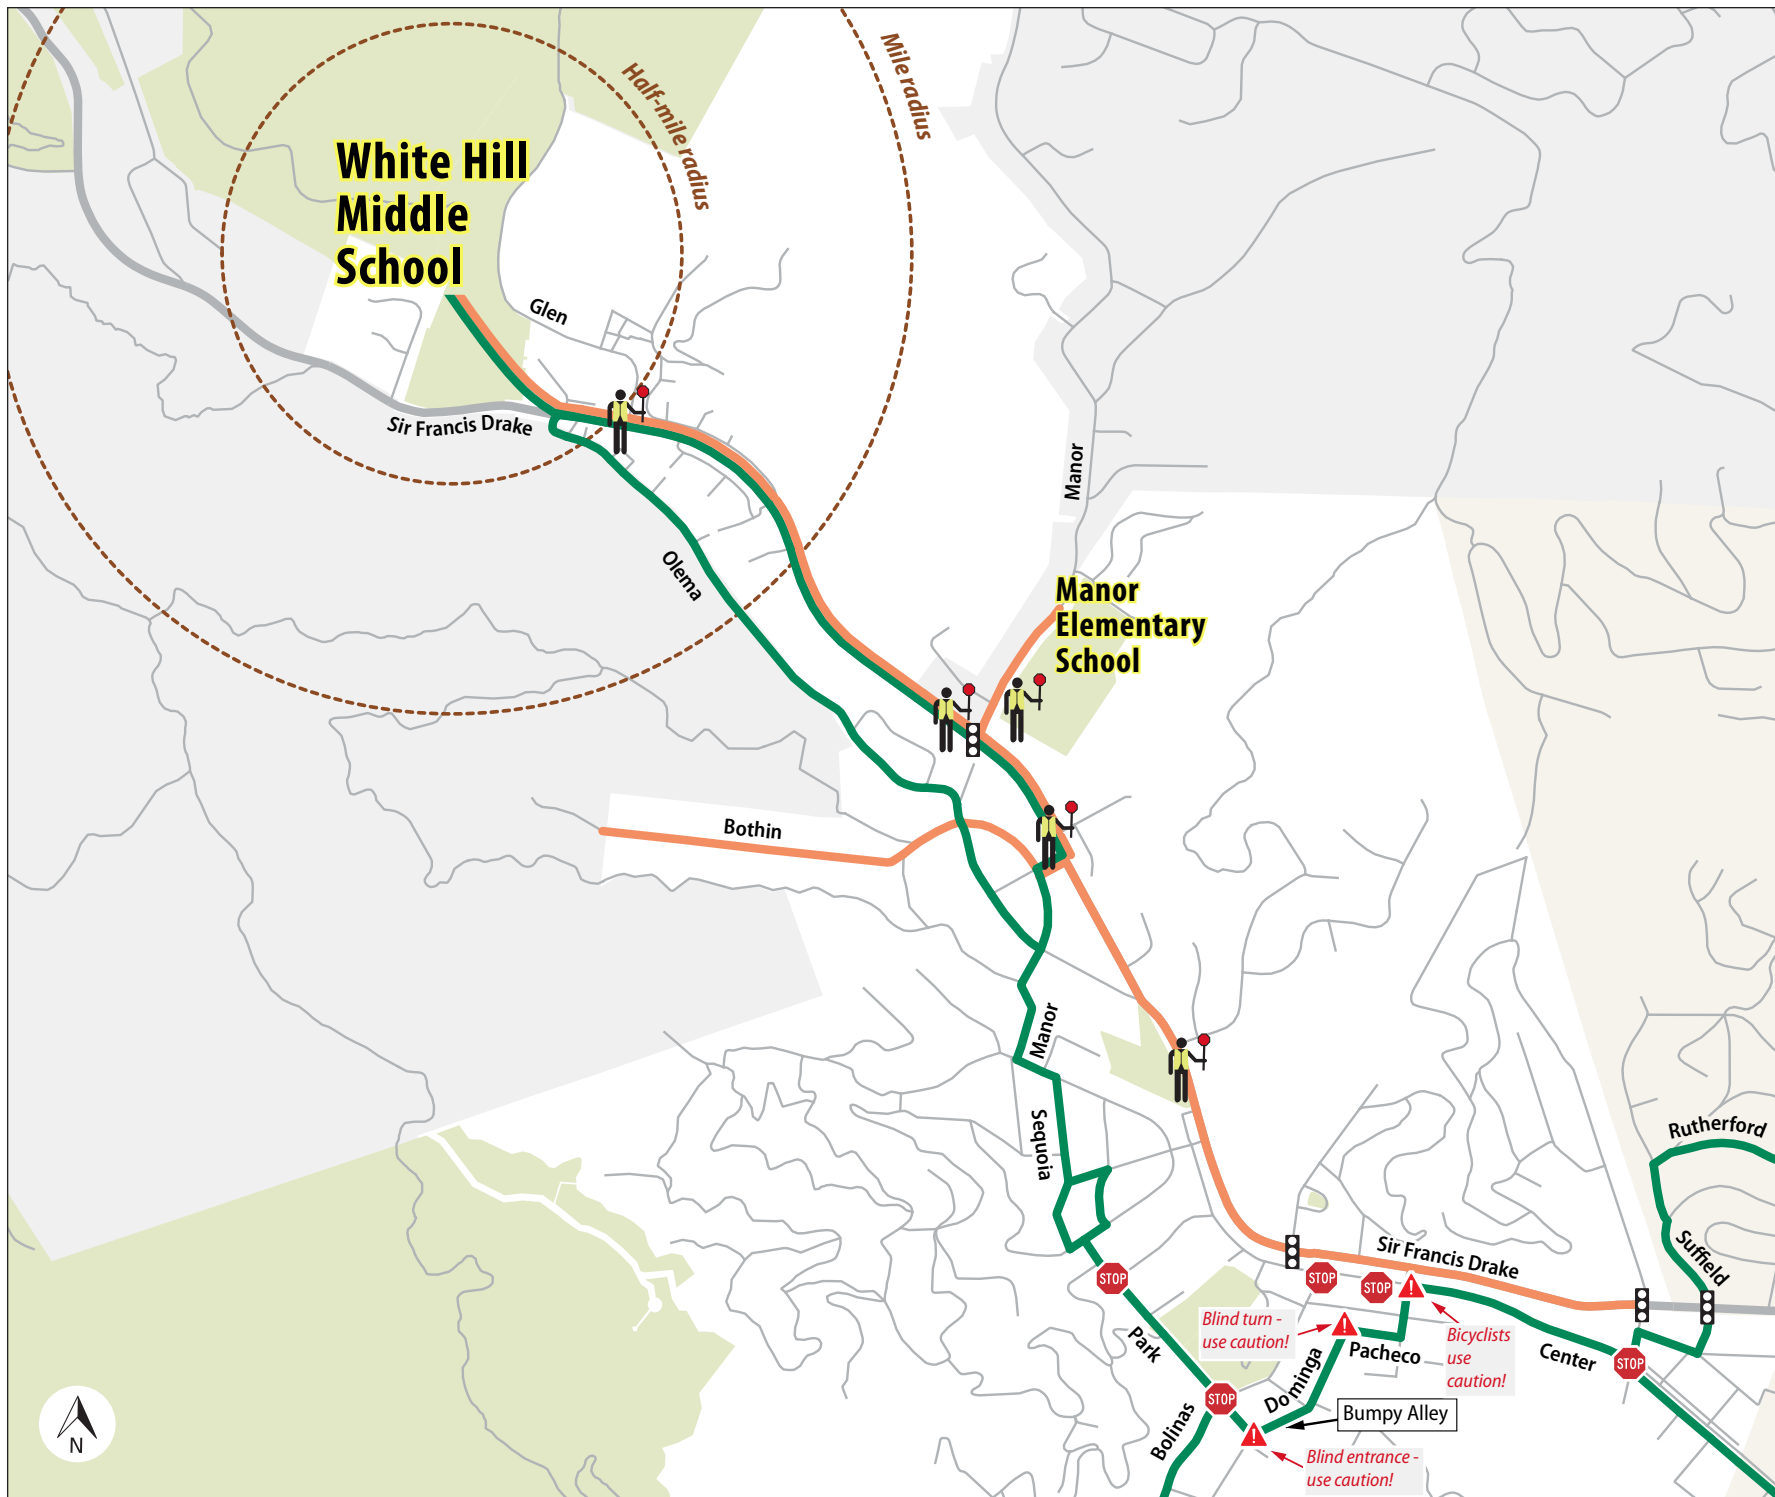 Mile radius
Half-mile radius
White Hill
Middle
School
Glen
Sir Francis Drake
Manor
Olema
Manor
Elementary
School
Bothin
Manor
Sequoia
Rutherford
Suffield
Sir Francis Drake
STOP
STOP
STOP
Blind turn -
use caution!
Bicyclists
use
caution!
Park
Pacheco
Center
STOP
Dominga
STOP
Bumpy Alley
Bolinas
Blind entrance -
use caution!
N